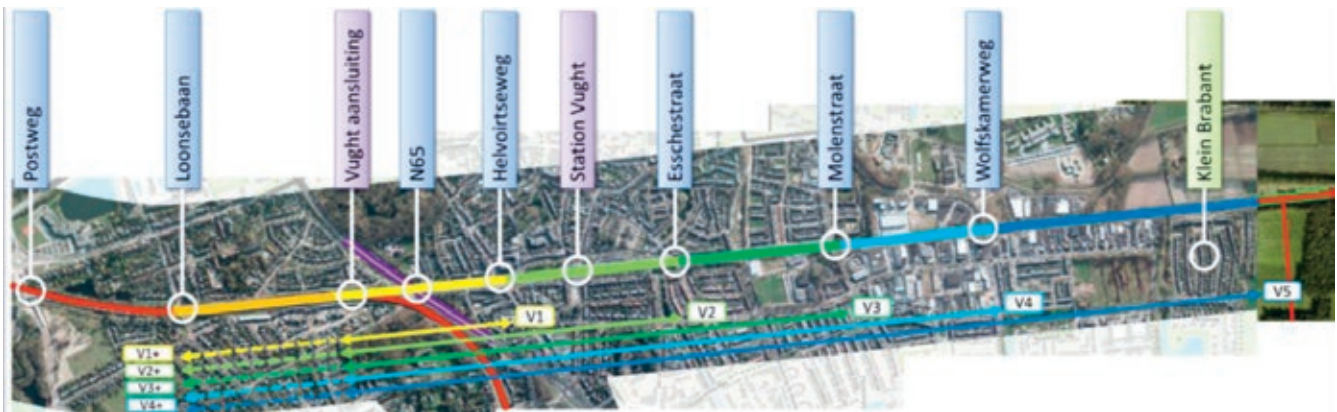 Postweg
Loonsebaan
Vught aansluiting
N65
Helvoirtseweg
Station Vught
Esschestraat
Molenstraat
Wolfskamerweg
Klein Brabant
V1
V2
V3
V4
V5
V1+
V2+
V3+
V4+